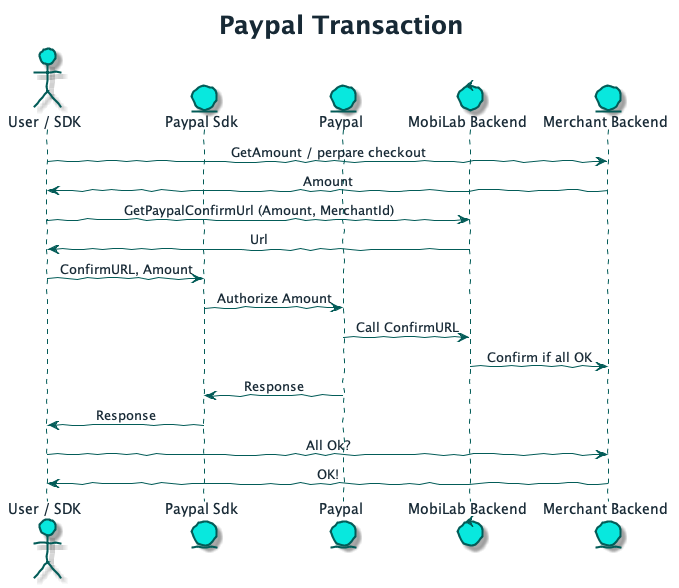 Paypal Transaction
User / SDK
Paypal Sdk
Paypal
MobiLab Backend
Merchant Backend
GetAmount / perpare checkout
Amount
GetPaypalConfirmUrl (Amount, MerchantId)
Url
ConfirmURL, Amount
Authorize Amount
Call ConfirmURL
Confirm if all OK
Response
Response
All Ok?
OK!
User / SDK
Paypal Sdk
Paypal
MobiLab Backend
Merchant Backend